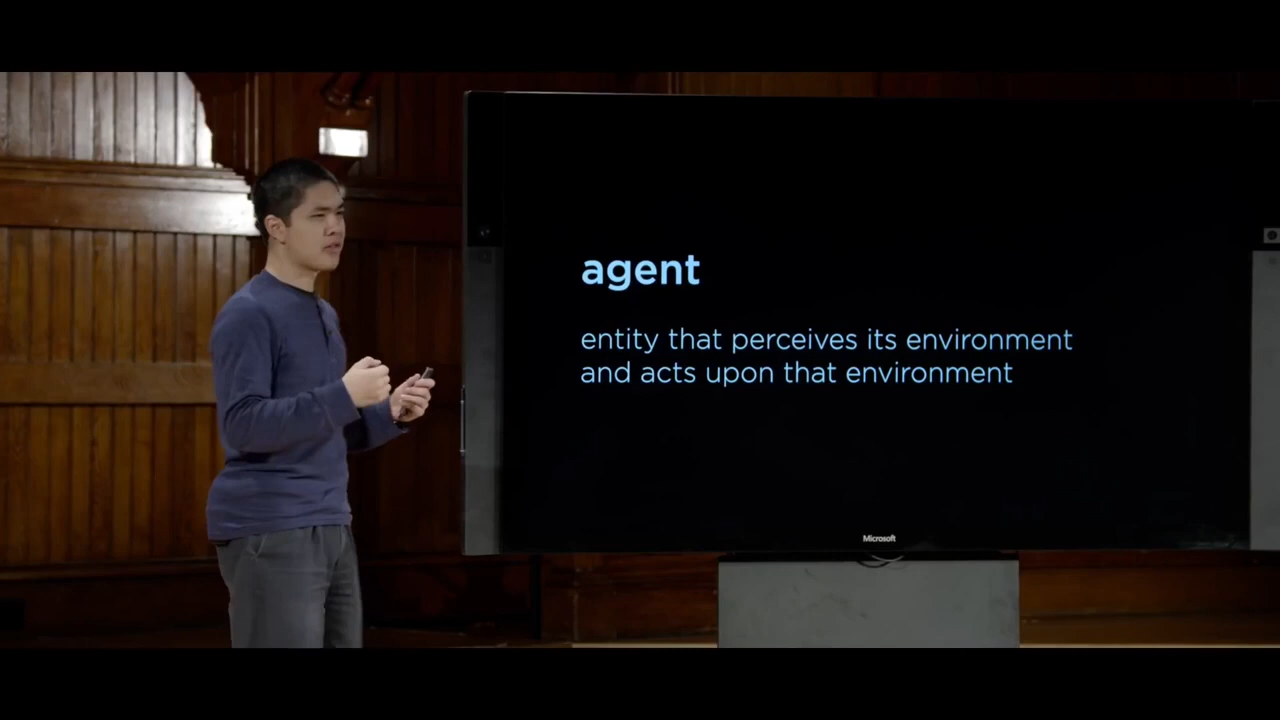 agent
entity that perceives its environment
and acts upon that environment
Microsoft